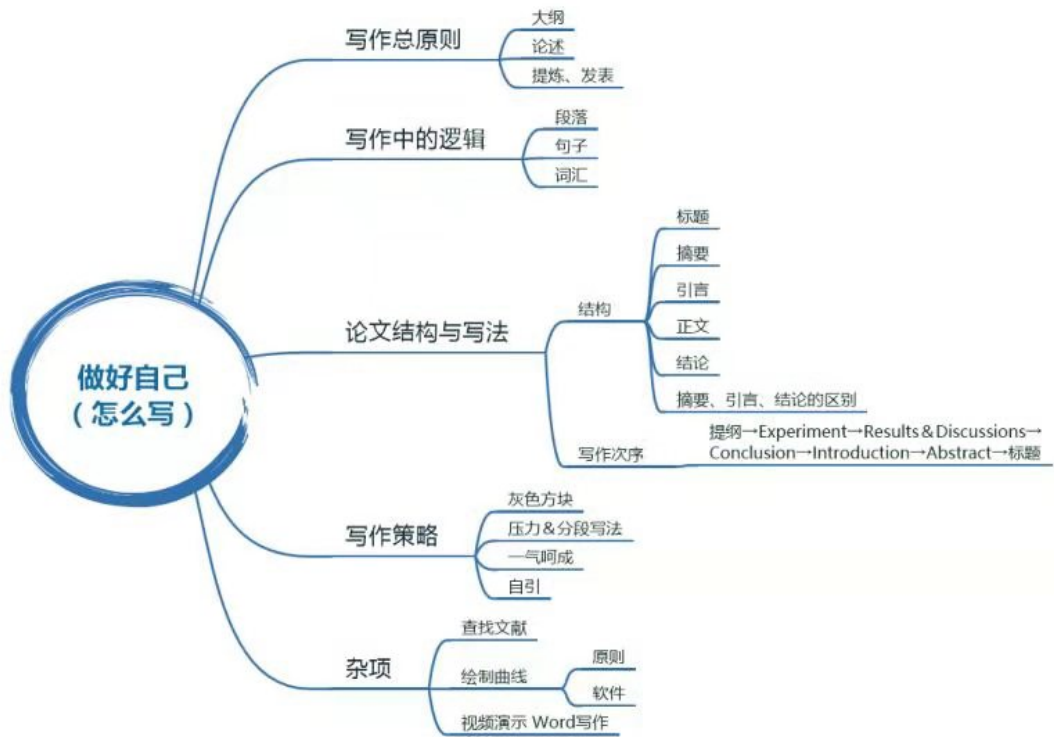 做好自己
（怎么写）
写作总原则
大纲
论述
提炼、发表
写作中的逻辑
段落
句子
词汇
论文结构与写法
结构
标题
摘要
引言
正文
结论
摘要、引言、结论的区别
写作次序
提纲→Experiment→Results＆Discussions→
Conclusion→Introduction→Abstract→标题
写作策略
灰色方块
压力＆分段写法
一气呵成
自引
杂项
查找文献
绘制曲线
原则
软件
视频演示 Word写作